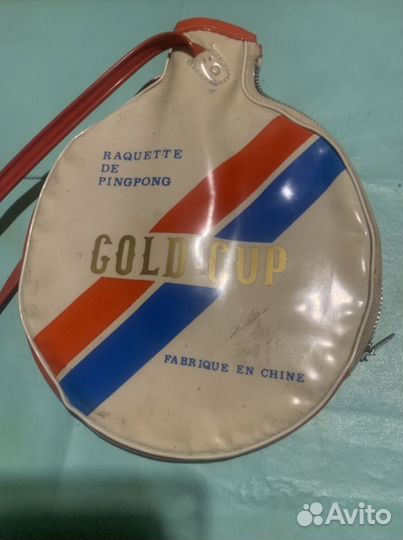 RAQUETTE
DE
PINGPONG
GOLD CUP
FABRIQUE EN CHINE
Avito